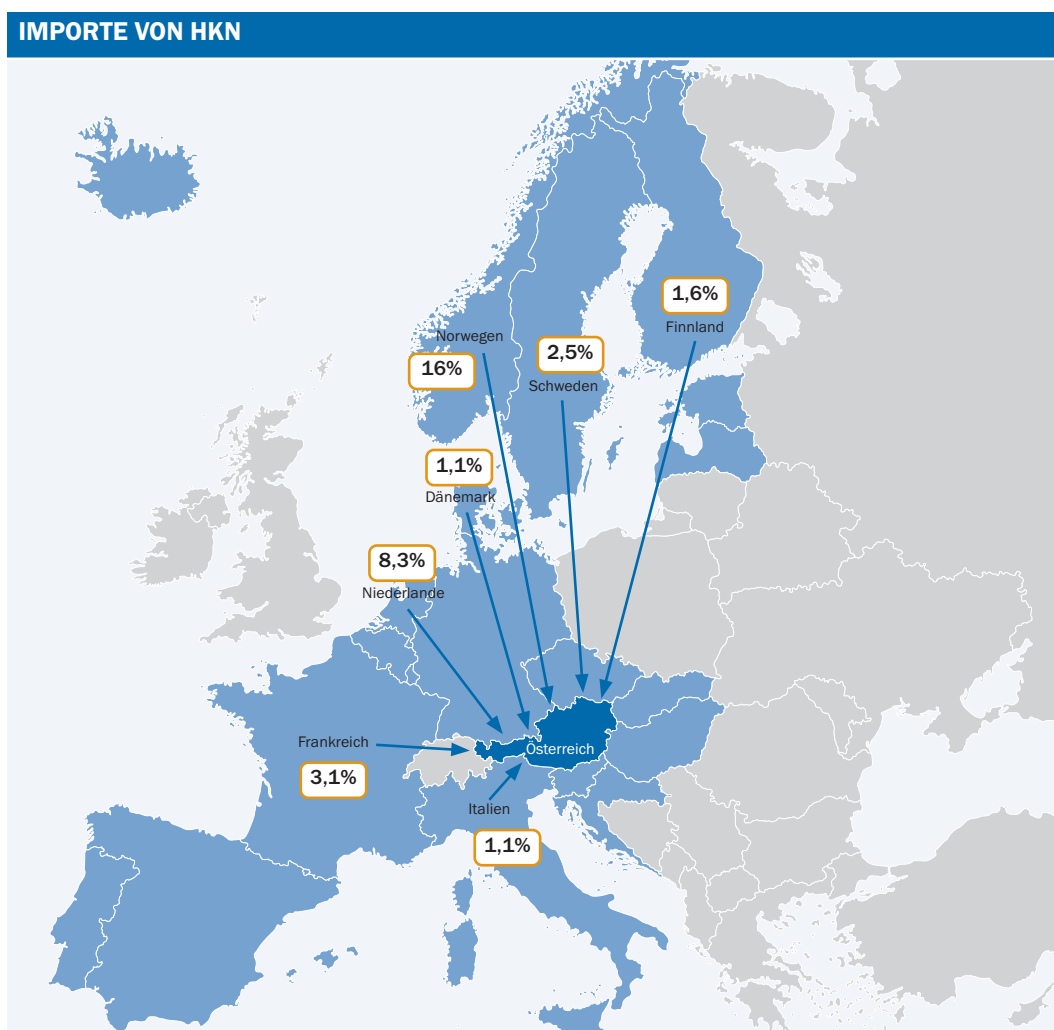 IMPORTE VON HKN
1,6%
Finnland
Norwegen
16%
2,5%
Schweden
1,1%
Dänemark
8,3%
Niederlande
Frankreich
3,1%
Österreich
Italien
1,1%